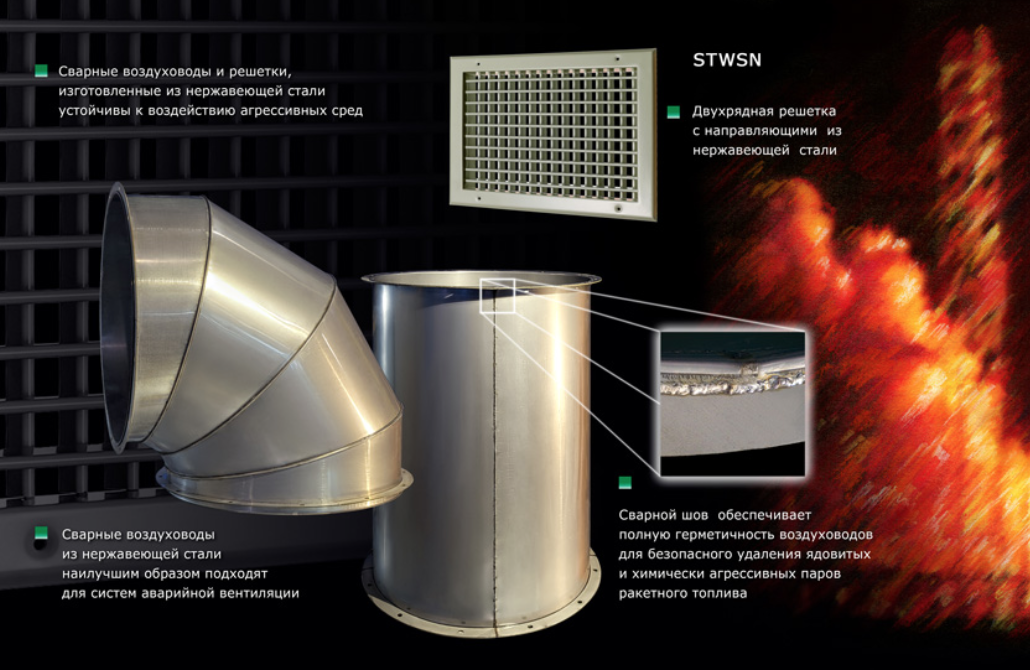 Сварные воздуховоды и решетки,
изготовленные из нержавеющей стали
устойчивы к воздействию агрессивных сред
STWSN
Двухрядная решетка
с направляющими из
нержавеющей стали
Сварные воздуховоды
из нержавеющей стали
наилучшим образом подходят
для систем аварийной вентиляции
Сварной шов обеспечивает
полную герметичность воздуховодов
для безопасного удаления ядовитых
и химически агрессивных паров
ракетного топлива